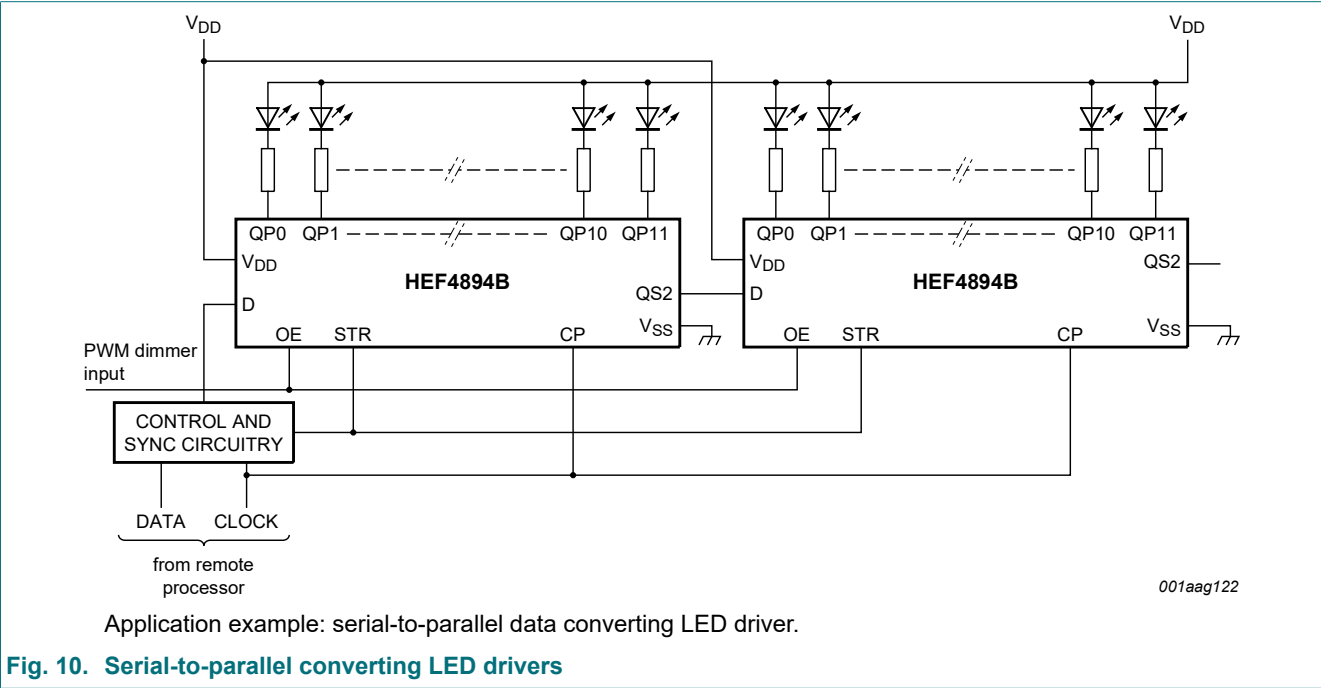 VDD
VDD
QP0 QP1 QP10 QP11
QP0 QP1 QP10 QP11
VDD
HEF4894B
QS2
D
VSS
OE STR CP
VDD
HEF4894B
QS2
D
VSS
OE STR CP
PWM dimmer
input
CONTROL AND
SYNC CIRCUITRY
DATA CLOCK
from remote
processor
001aag122
Application example: serial-to-parallel data converting LED driver.
Fig. 10. Serial-to-parallel converting LED drivers